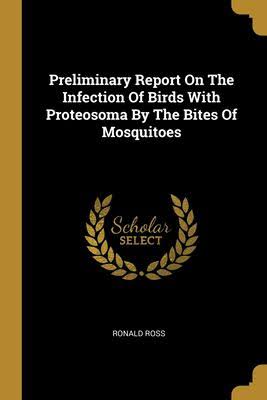 Preliminary Report On The
Infection Of Birds With
Proteosoma By The Bites Of
Mosquitoes
Scholar
SELECT
RONALD ROSS